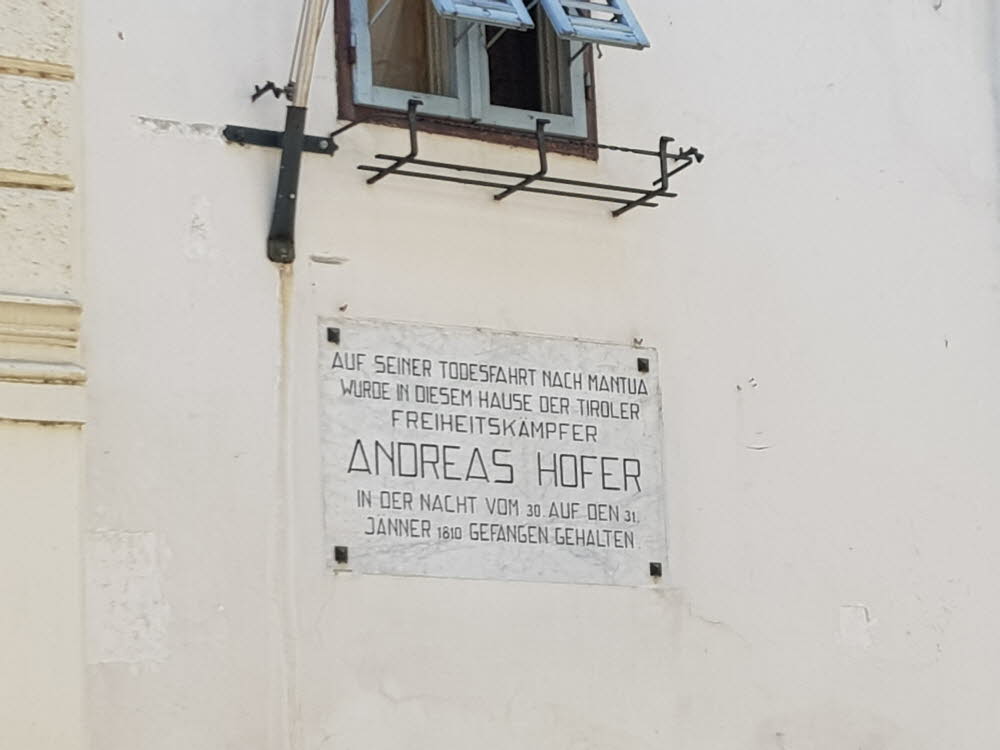 AUF SEINER TODESFAHRT NACH MANTUA
WURDE IN DIESEM HAUSE DER TIROLER
FREIHEITSKÄMPFER
ANDREAS HOFER
IN DER NACHT VOM 30. AUF DEN 31.
JÄNNER 1810 GEFANGEN GEHALTEN.